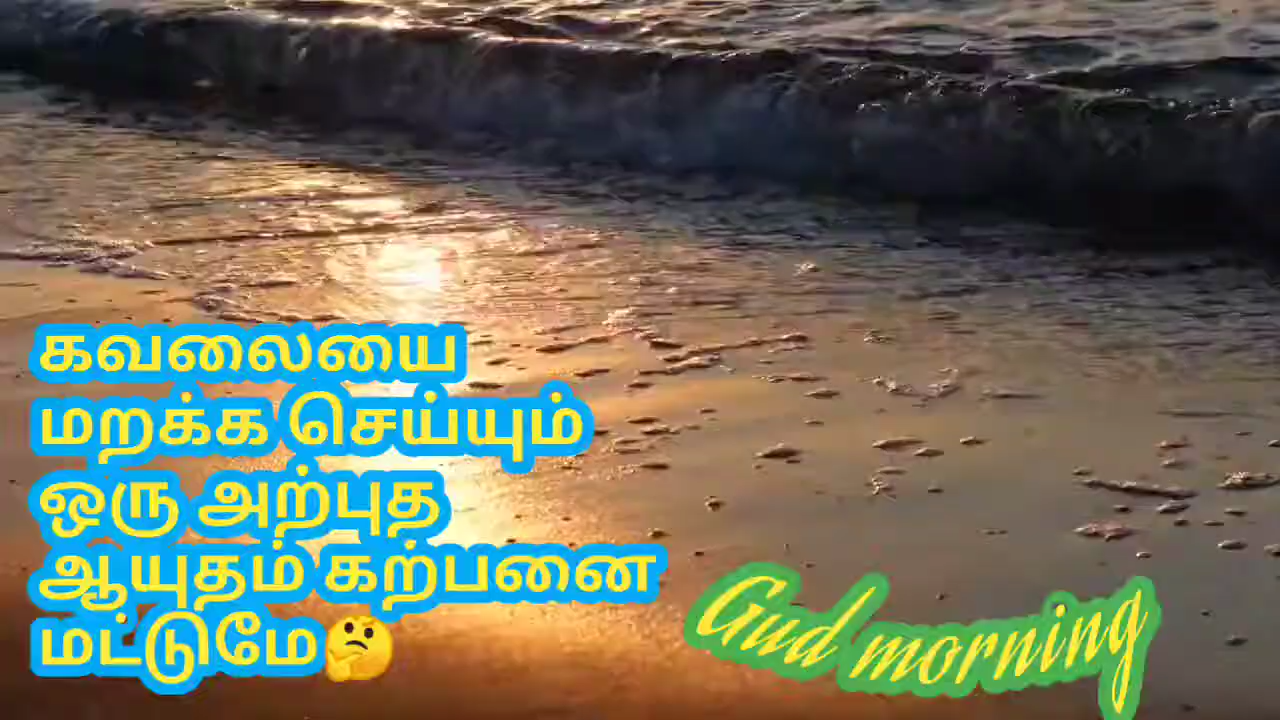 கவலையை
மறக்க செய்யும்
ஒரு அற்புத
ஆயுதம் கற்பனை
மட்டுமே🤔
Gud morning